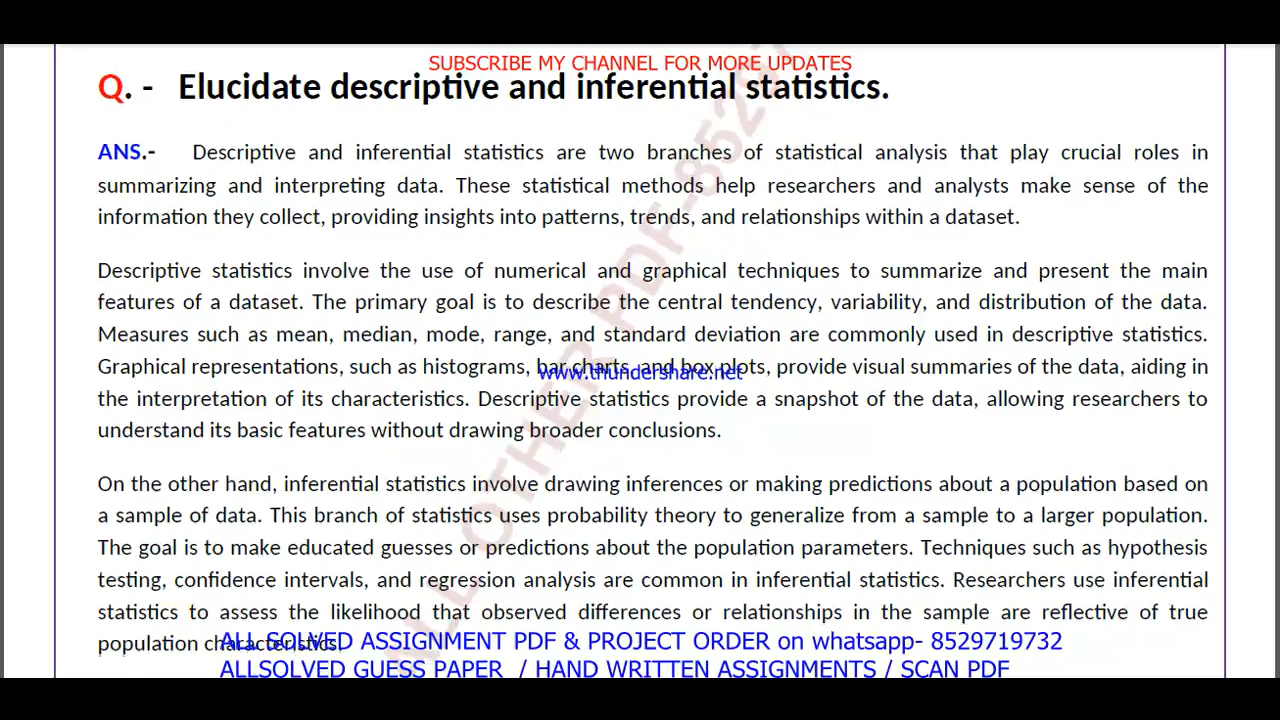 SUBSCRIBE MY CHANNEL FOR MORE UPDATES
Q. - Elucidate descriptive and inferential statistics.
ANS.- Descriptive and inferential statistics are two branches of statistical analysis that play crucial roles in
summarizing and interpreting data. These statistical methods help researchers and analysts make sense of the
information they collect, providing insights into patterns, trends, and relationships within a dataset.
Descriptive statistics involve the use of numerical and graphical techniques to summarize and present the main
features of a dataset. The primary goal is to describe the central tendency, variability, and distribution of the data.
Measures such as mean, median, mode, range, and standard deviation are commonly used in descriptive statistics.
Graphical representations, such as histograms, bar charts, and box plots, provide visual summaries of the data, aiding in
www.thundershare.net
the interpretation of its characteristics. Descriptive statistics provide a snapshot of the data, allowing researchers to
understand its basic features without drawing broader conclusions.
On the other hand, inferential statistics involve drawing inferences or making predictions about a population based on
a sample of data. This branch of statistics uses probability theory to generalize from a sample to a larger population.
The goal is to make educated guesses or predictions about the population parameters. Techniques such as hypothesis
testing, confidence intervals, and regression analysis are common in inferential statistics. Researchers use inferential
statistics to assess the likelihood that observed differences or relationships in the sample are reflective of true
population characteristics.
ALL SOLVED ASSIGNMENT PDF & PROJECT ORDER on whatsapp- 8529719732
ALLSOLVED GUESS PAPER / HAND WRITTEN ASSIGNMENTS / SCAN PDF
ALL OTHER PDF-8529